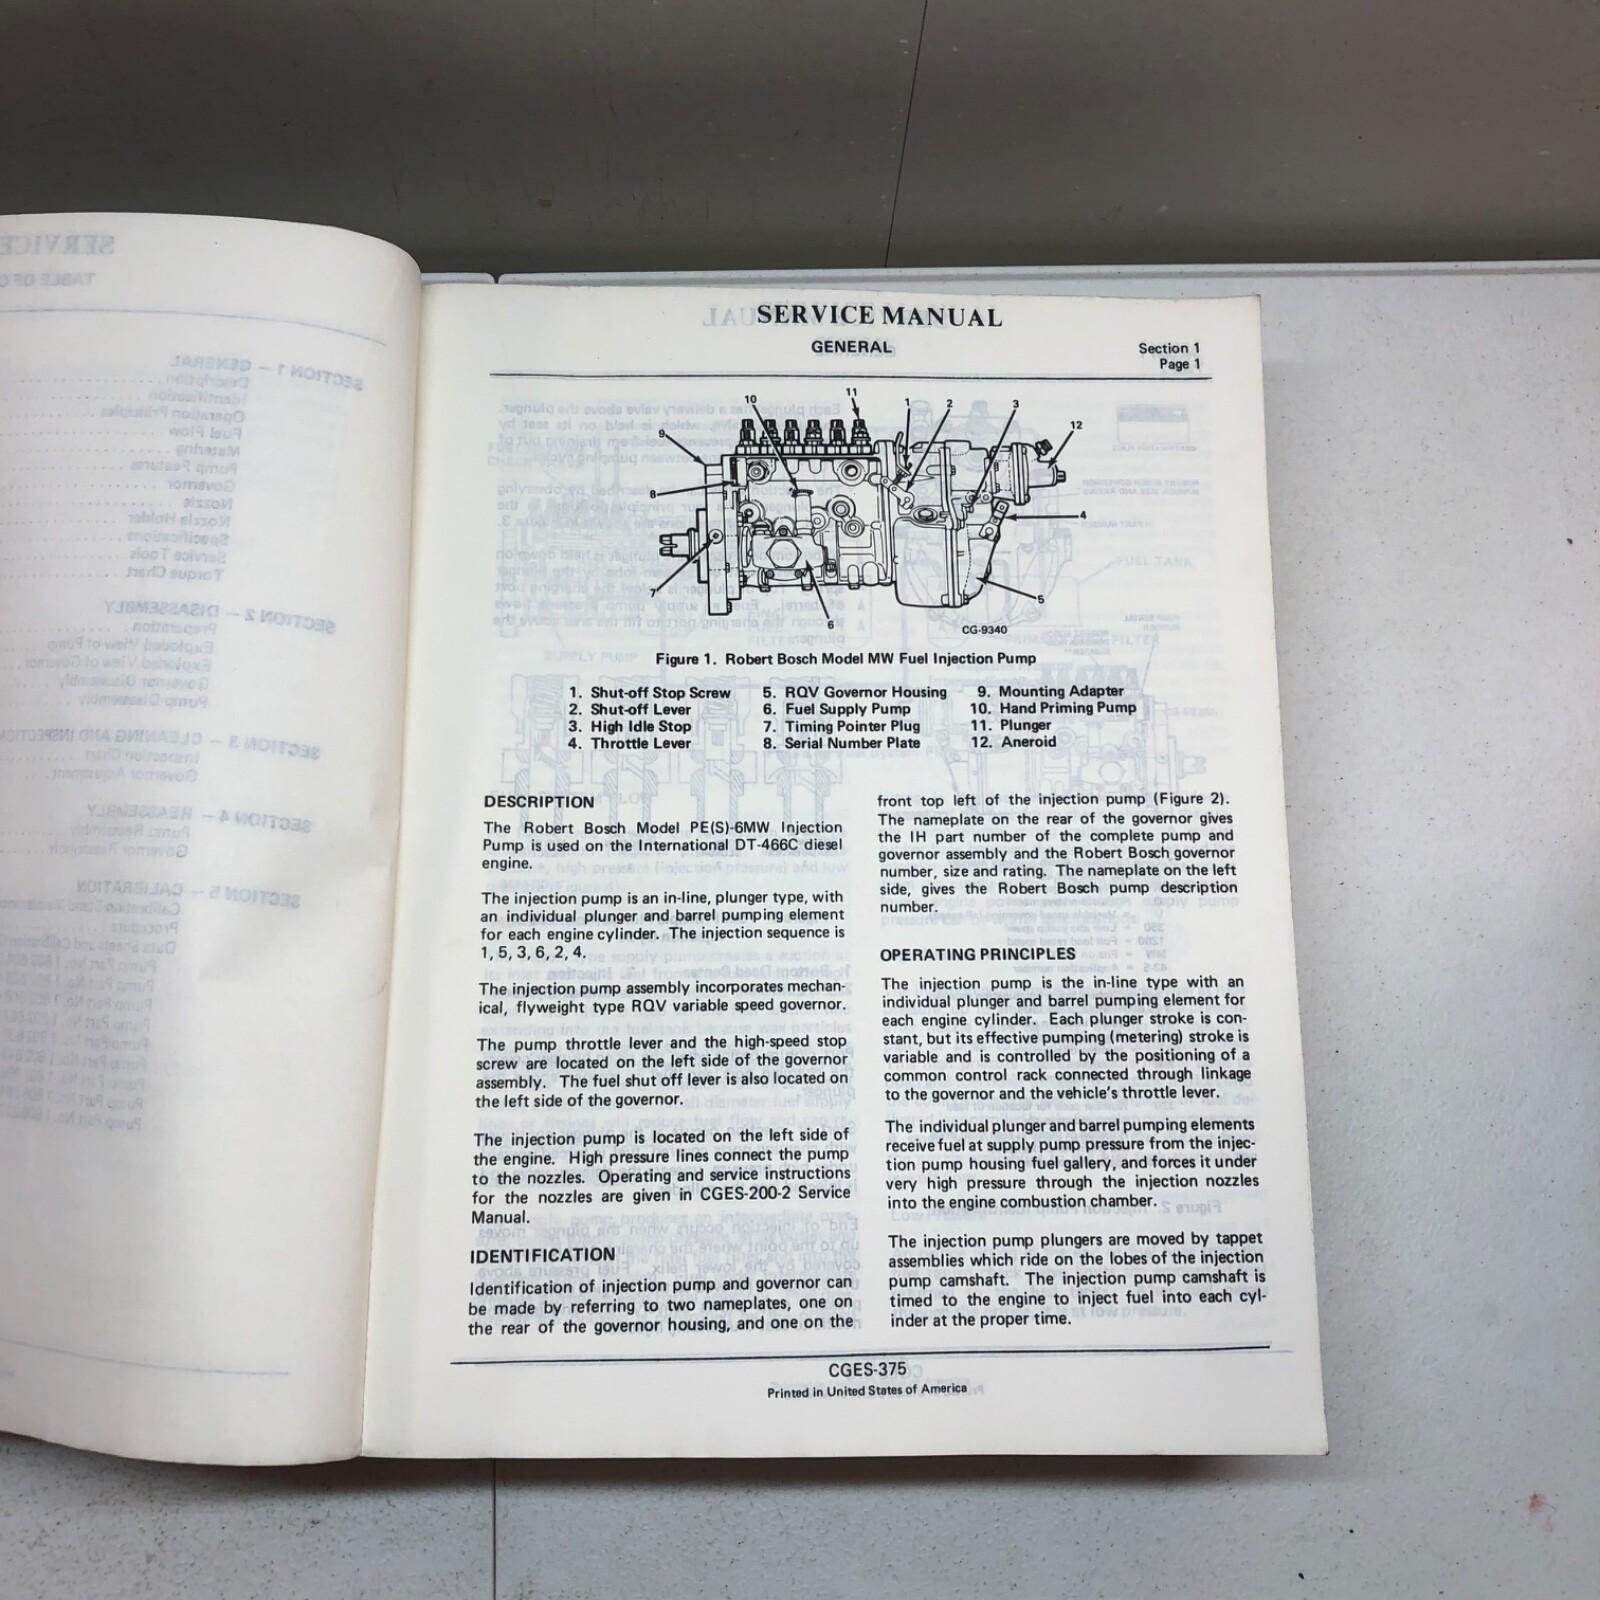 SERVICE MANUAL
GENERAL
Section 1
Page 1
10
11
1
2
3
12
9
8
4
7
6
5
CG-9340
Figure 1. Robert Bosch Model MW Fuel Injection Pump
1. Shut-off Stop Screw
2. Shut-off Lever
3. High Idle Stop
4. Throttle Lever
5. RQV Governor Housing
6. Fuel Supply Pump
7. Timing Pointer Plug
8. Serial Number Plate
9. Mounting Adapter
10. Hand Priming Pump
11. Plunger
12. Aneroid
DESCRIPTION
The Robert Bosch Model PE(S)-6MW Injection
Pump is used on the International DT-466C diesel
engine.
The injection pump is an in-line, plunger type, with
an individual plunger and barrel pumping element
for each engine cylinder. The injection sequence is
1, 5, 3, 6, 2, 4.
The injection pump assembly incorporates mechan-
ical, flyweight type RQV variable speed governor.
The pump throttle lever and the high-speed stop
screw are located on the left side of the governor
assembly. The fuel shut off lever is also located on
the left side of the governor.
The injection pump is located on the left side of
the engine. High pressure lines connect the pump
to the nozzles. Operating and service instructions
for the nozzles are given in CGES-200-2 Service
Manual.
IDENTIFICATION
Identification of injection pump and governor can
be made by referring to two nameplates, one on
the rear of the governor housing, and one on the
front top left of the injection pump (Figure 2).
The nameplate on the rear of the governor gives
the IH part number of the complete pump and
governor assembly and the Robert Bosch governor
number, size and rating. The nameplate on the left
side, gives the Robert Bosch pump description
number.
OPERATING PRINCIPLES
The injection pump is the in-line type with an
individual plunger and barrel pumping element for
each engine cylinder. Each plunger stroke is con-
stant, but its effective pumping (metering) stroke is
variable and is controlled by the positioning of a
common control rack connected through linkage
to the governor and the vehicle's throttle lever.
The individual plunger and barrel pumping elements
receive fuel at supply pump pressure from the injec-
tion pump housing fuel gallery, and forces it under
very high pressure through the injection nozzles
into the engine combustion chamber.
The injection pump plungers are moved by tappet
assemblies which ride on the lobes of the injection
pump camshaft. The injection pump camshaft is
timed to the engine to inject fuel into each cyl-
inder at the proper time.
CGES-375
Printed in United States of America